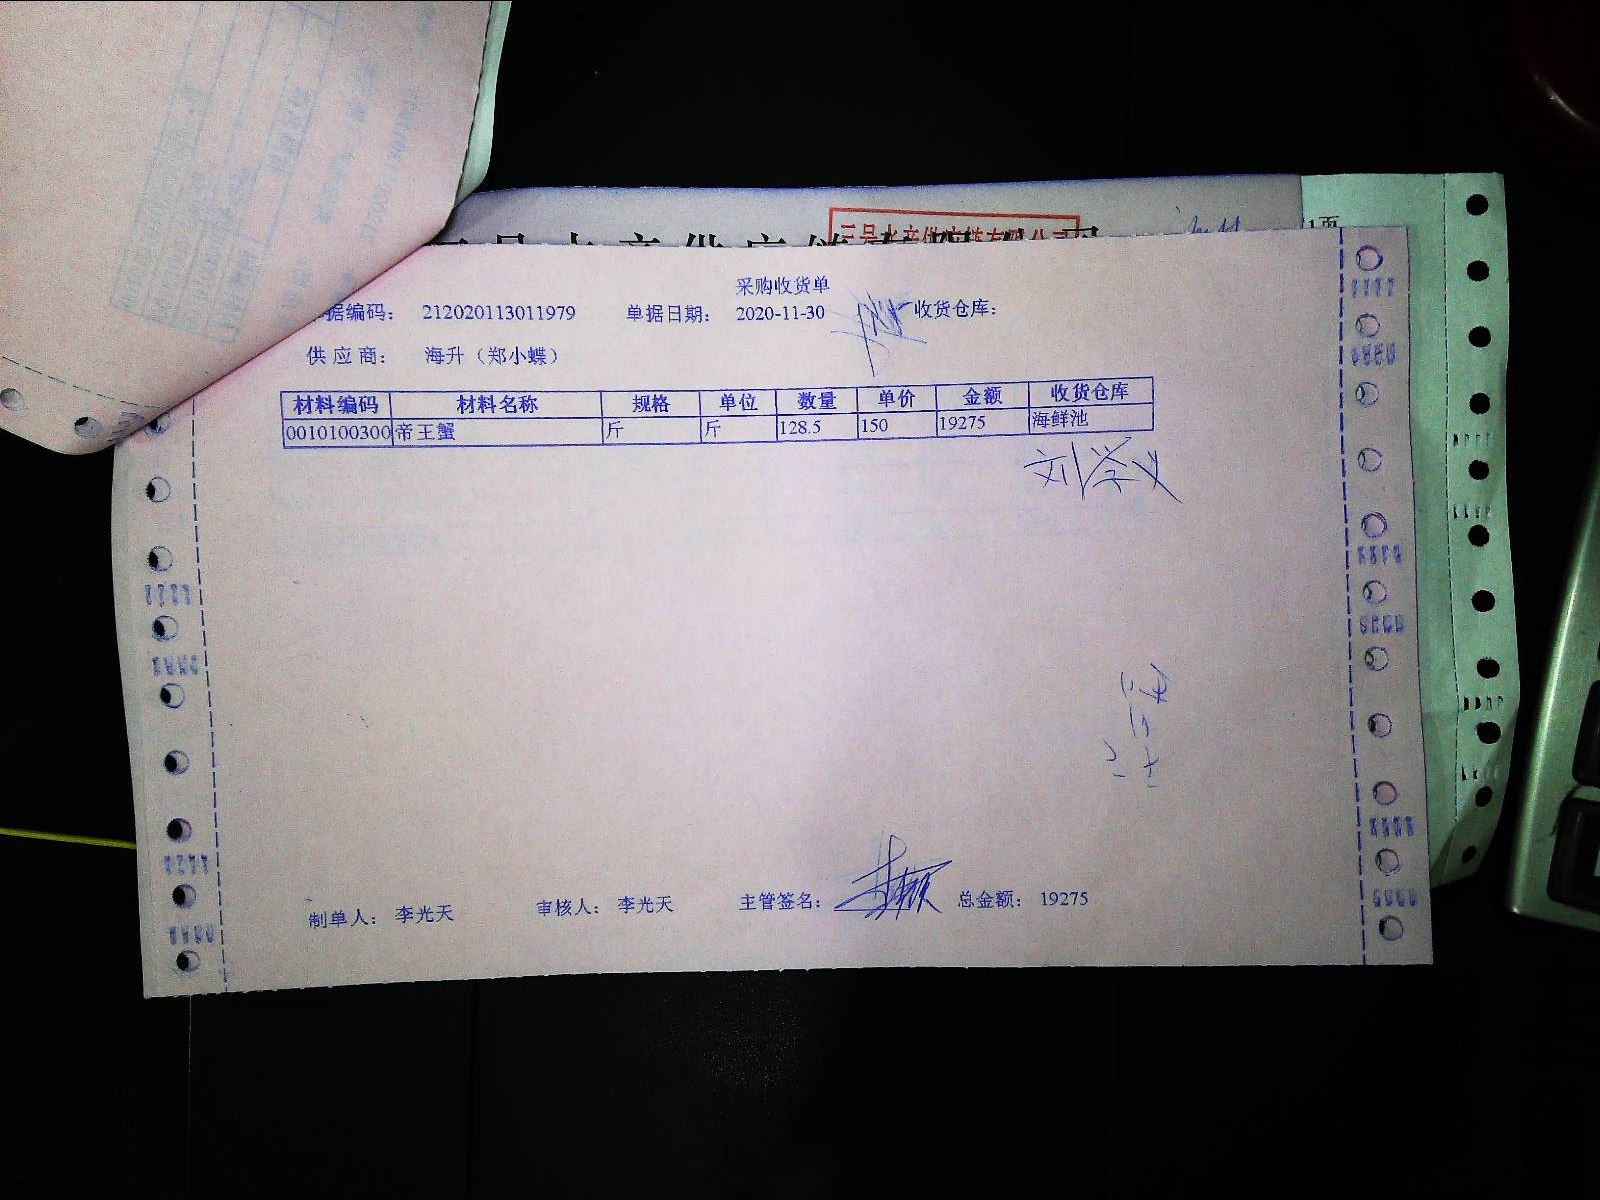 采购收货单
据编码： 212020113011979 单据日期： 2020-11-30 收货仓库：
供应商： 海升（郑小蝶）
材料编码 材料名称 规格 单位 数量 单价 金额 收货仓库
0010100300 帝王蟹 斤 斤 128.5 150 19275 海鲜池
刘学义
制单人： 李光天 审核人： 李光天 主管签名： 总金额： 19275